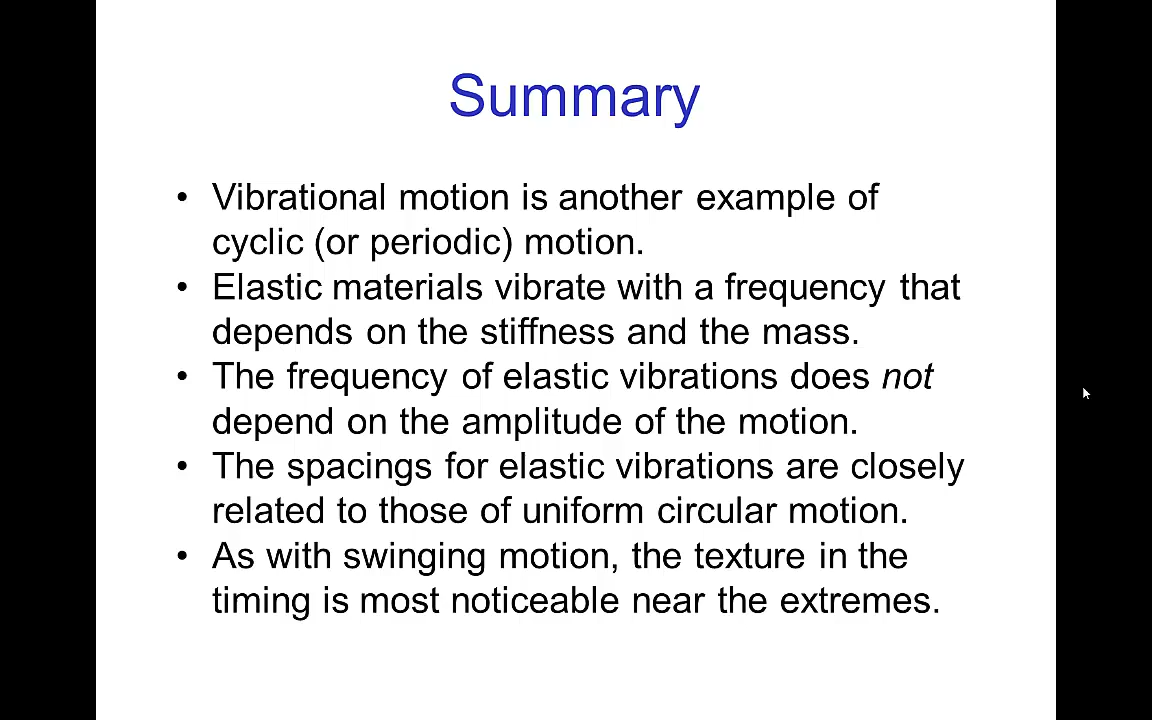 Summary
• Vibrational motion is another example of
cyclic (or periodic) motion.
• Elastic materials vibrate with a frequency that
depends on the stiffness and the mass.
• The frequency of elastic vibrations does not
depend on the amplitude of the motion.
• The spacings for elastic vibrations are closely
related to those of uniform circular motion.
• As with swinging motion, the texture in the
timing is most noticeable near the extremes.